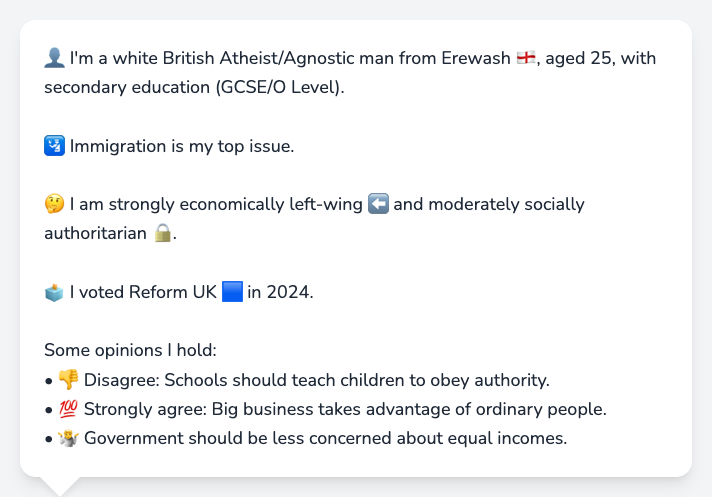 👤 I'm a white British Atheist/Agnostic man from Erewash 🏴󠁧󠁢󠁥󠁮󠁧󠁿, aged 25, with
secondary education (GCSE/O Level).
🛂 Immigration is my top issue.
🤔 I am strongly economically left-wing ⬅️ and moderately socially
authoritarian 🔒.
🗳️ I voted Reform UK 🟦 in 2024.
Some opinions I hold:
• 👎 Disagree: Schools should teach children to obey authority.
• 💯 Strongly agree: Big business takes advantage of ordinary people.
• 🤷 Government should be less concerned about equal incomes.